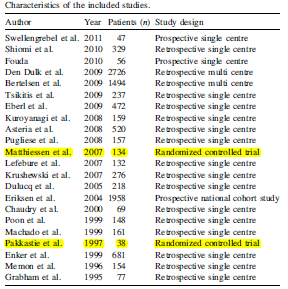 Characteristics of the included studies.
Author Year Patients (n) Study design
Swellengrebel et al. 2011 47 Prospective single centre
Shiomi et al. 2010 329 Retrospective single centre
Fouda 2010 56 Prospective single centre
Den Dulk et al. 2009 2726 Retrospective multi centre
Bertelsen et al. 2009 1494 Retrospective multi centre
Tsikitis et al. 2009 237 Retrospective single centre
Eberl et al. 2009 472 Retrospective single centre
Kuroyanagi et al. 2008 159 Retrospective single centre
Asteria et al. 2008 520 Retrospective single centre
Pugliese et al. 2008 157 Retrospective single centre
Matthiessen et al. 2007 134 Randomized controlled trial
Lefebure et al. 2007 132 Retrospective single centre
Krushewski et al. 2007 276 Retrospective single centre
Dulucq et al. 2005 218 Retrospective single centre
Eriksen et al. 2004 1958 Prospective national cohort study
Chaudry et al. 2000 69 Retrospective single centre
Poon et al. 1999 148 Retrospective single centre
Machado et al. 1999 161 Retrospective single centre
Pakkastie et al. 1997 38 Randomized controlled trial
Enker et al. 1999 681 Retrospective single centre
Memon et al. 1996 154 Retrospective single centre
Grabham et al. 1995 77 Retrospective single centre